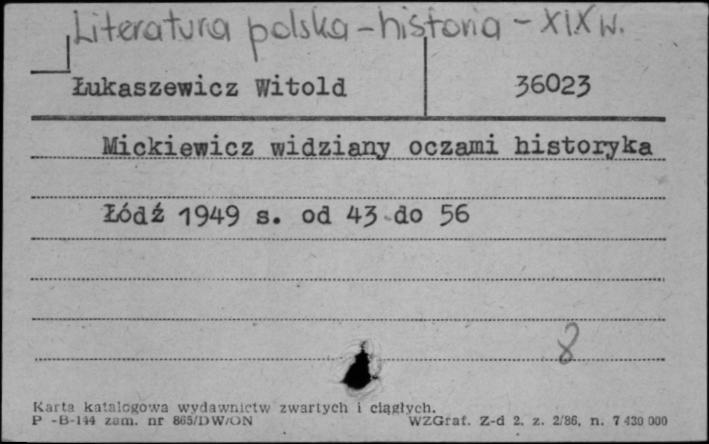 Literatura polska - historia - XIX w.
Łukaszewicz Witold 36023
Mickiewicz widziany oczami historyka
Łódź 1949 s. od 43 do 56
8
Karta katalogowa wydawnictw zwartych i ciągłych.
P -B-144 zam. nr 865/DW/ON WZGraf. Z-d 2. z. 2/86, n. 7 430 000